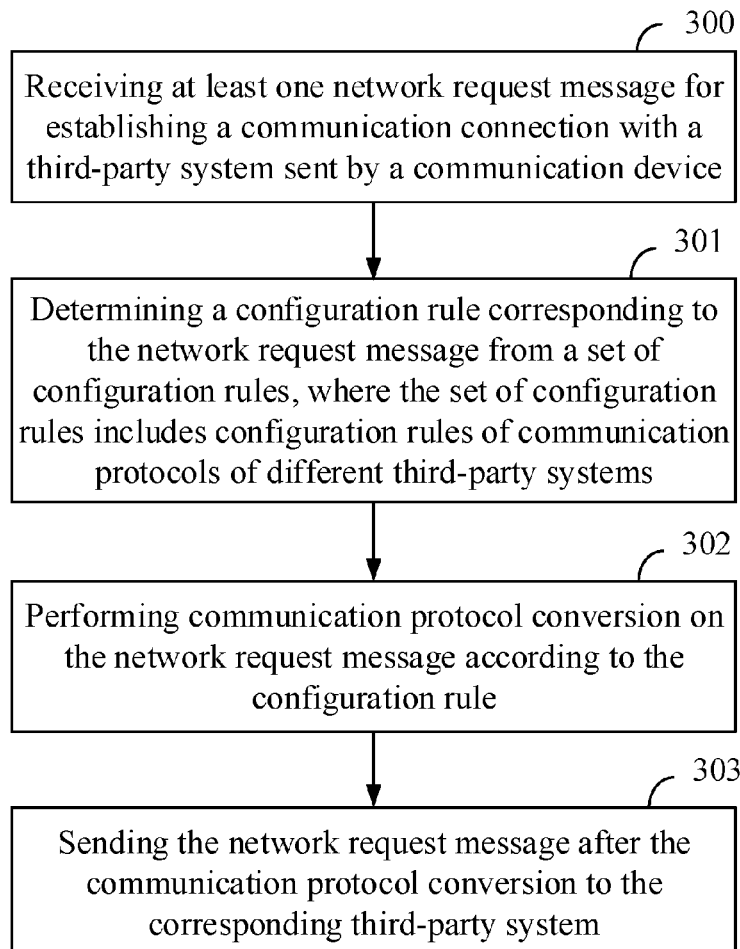 300
Receiving at least one network request message for
establishing a communication connection with a
third-party system sent by a communication device
301
Determining a configuration rule corresponding to
the network request message from a set of
configuration rules, where the set of configuration
rules includes configuration rules of communication
protocols of different third-party systems
302
Performing communication protocol conversion on
the network request message according to the
configuration rule
303
Sending the network request message after the
communication protocol conversion to the
corresponding third-party system